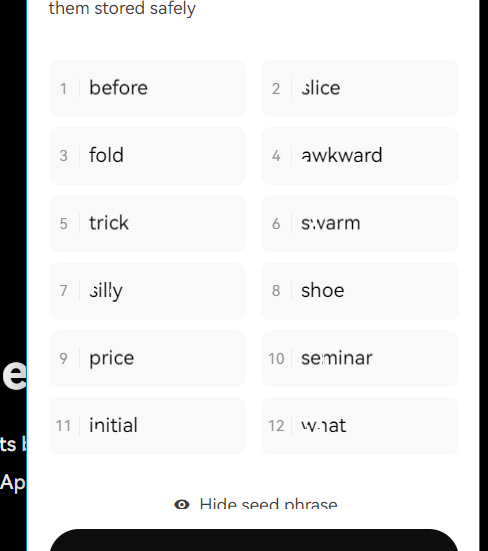 them stored safely
1 before
2 slice
3 fold
4 awkward
5 trick
6 swarm
7 silly
8 shoe
9 price
10 seminar
11 initial
12 what
e
ts
Ap
Hide seed phrase